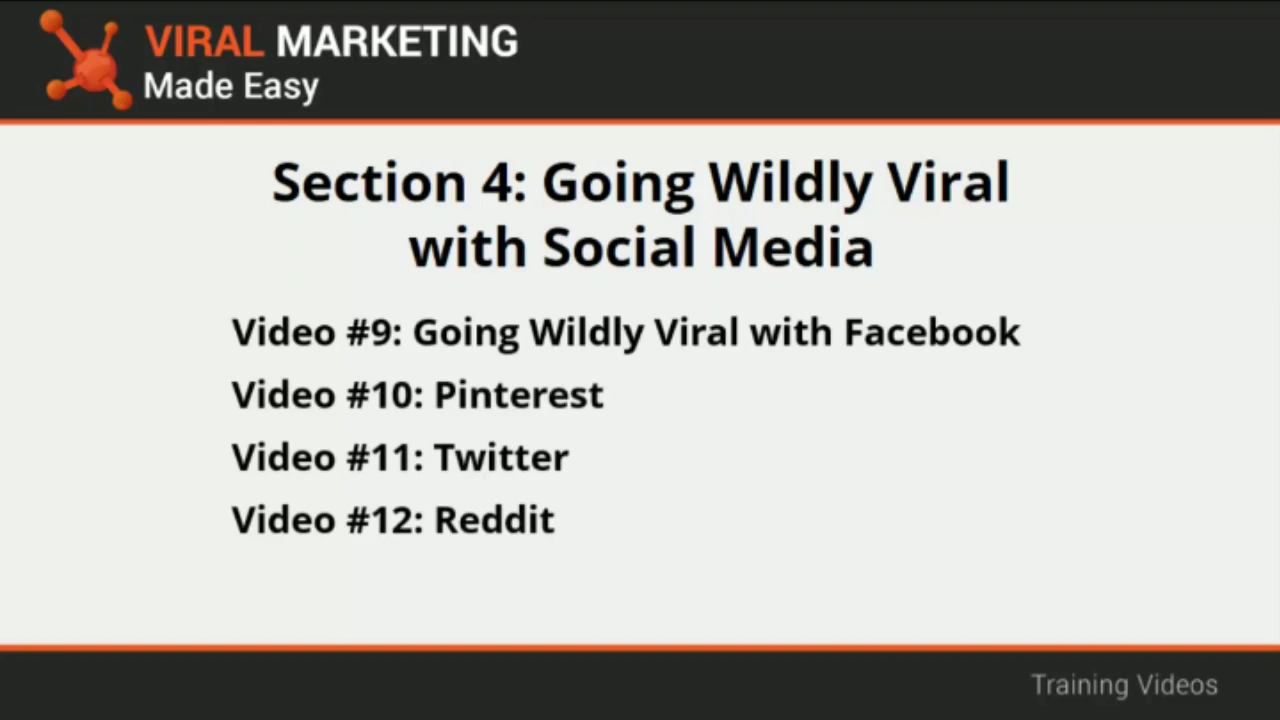 VIRAL MARKETING
Made Easy
Section 4: Going Wildly Viral
with Social Media
Video #9: Going Wildly Viral with Facebook
Video #10: Pinterest
Video #11: Twitter
Video #12: Reddit
Training Videos